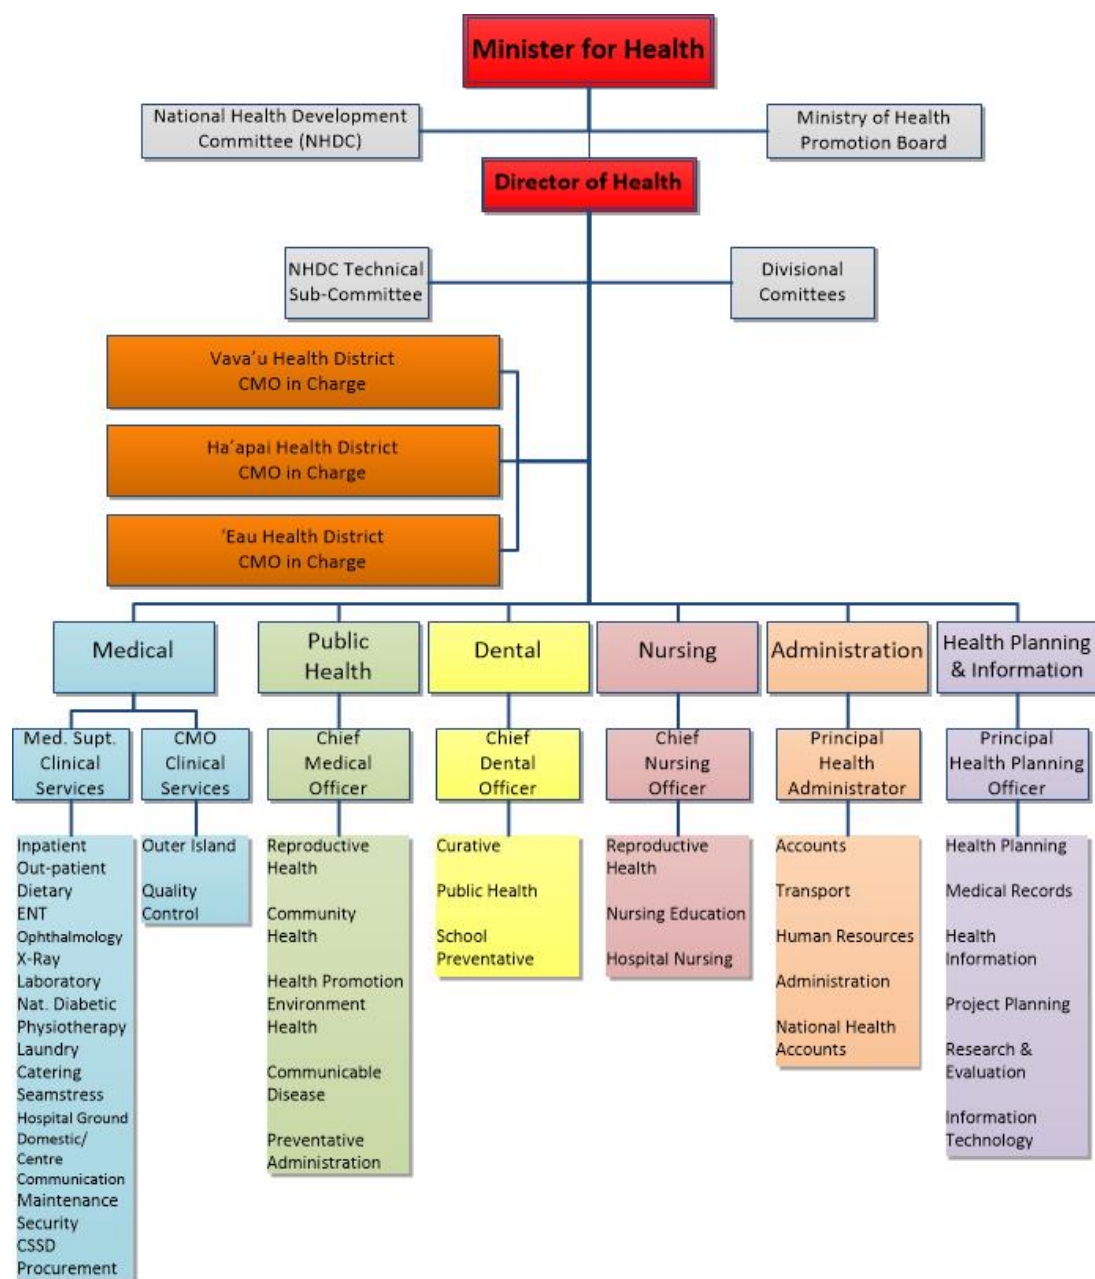 Minister for Health
National Health Development
Committee (NHDC)
Ministry of Health
Promotion Board
Director of Health
NHDC Technical
Sub-Committee
Divisional
Comittees
Vava’u Health District
CMO in Charge
Ha’apai Health District
CMO in Charge
‘Eau Health District
CMO in Charge
Medical
Public
Health
Dental
Nursing
Administration
Health Planning
& Information
Med. Supt.
Clinical
Services
CMO
Clinical
Services
Chief
Medical
Officer
Chief
Dental
Officer
Chief
Nursing
Officer
Principal
Health
Administrator
Principal
Health Planning
Officer
Inpatient
Out-patient
Dietary
ENT
Ophthalmology
X-Ray
Laboratory
Nat. Diabetic
Physiotherapy
Laundry
Catering
Seamstress
Hospital Ground
Domestic/
Centre
Communication
Maintenance
Security
CSSD
Procurement
Outer Island
Quality
Control
Reproductive
Health
Community
Health
Health Promotion
Environment
Health
Communicable
Disease
Preventative
Administration
Curative
Public Health
School
Preventative
Reproductive
Health
Nursing Education
Hospital Nursing
Accounts
Transport
Human Resources
Administration
National Health
Accounts
Health Planning
Medical Records
Health
Information
Project Planning
Research &
Evaluation
Information
Technology